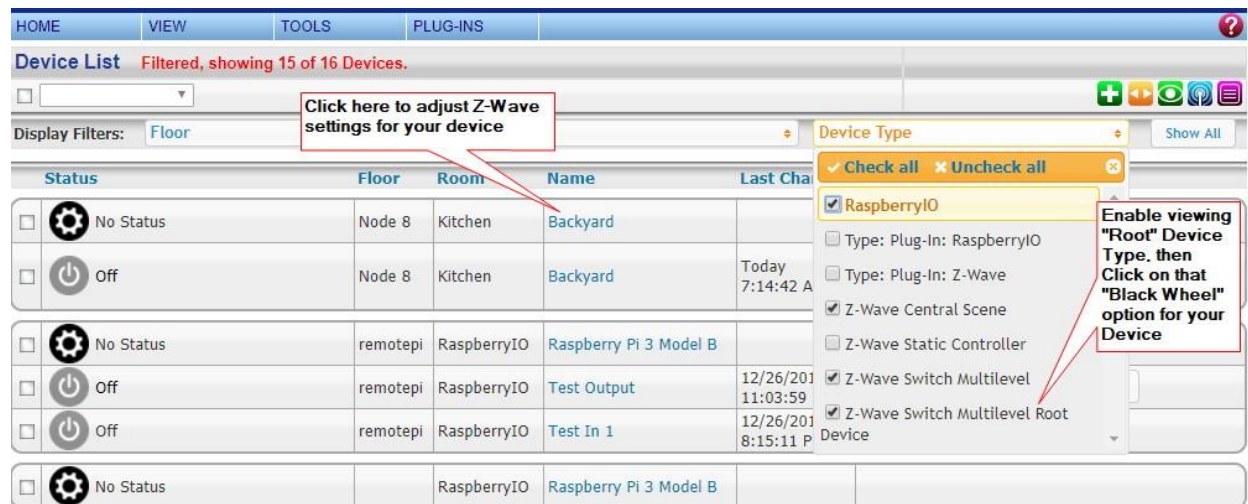 HOME VIEW TOOLS PLUG-INS ?
Device List Filtered, showing 15 of 16 Devices.
Click here to adjust Z-Wave
settings for your device
Display Filters: Floor Device Type Show All
Check all Uncheck all
Status Floor Room Name Last Cha
RaspberryIO
Type: Plug-In: RaspberryIO
Type: Plug-In: Z-Wave
Z-Wave Central Scene
Z-Wave Static Controller
Z-Wave Switch Multilevel
Z-Wave Switch Multilevel Root
Device
Enable viewing
"Root" Device
Type, then
Click on that
"Black Wheel"
option for your
Device
No Status Node 8 Kitchen Backyard
Off Node 8 Kitchen Backyard Today
7:14:42 A
No Status remotepi RaspberryIO Raspberry Pi 3 Model B
Off remotepi RaspberryIO Test Output 12/26/201
11:03:59
Off remotepi RaspberryIO Test In 1 12/26/201
8:15:11 P
No Status RaspberryIO Raspberry Pi 3 Model B